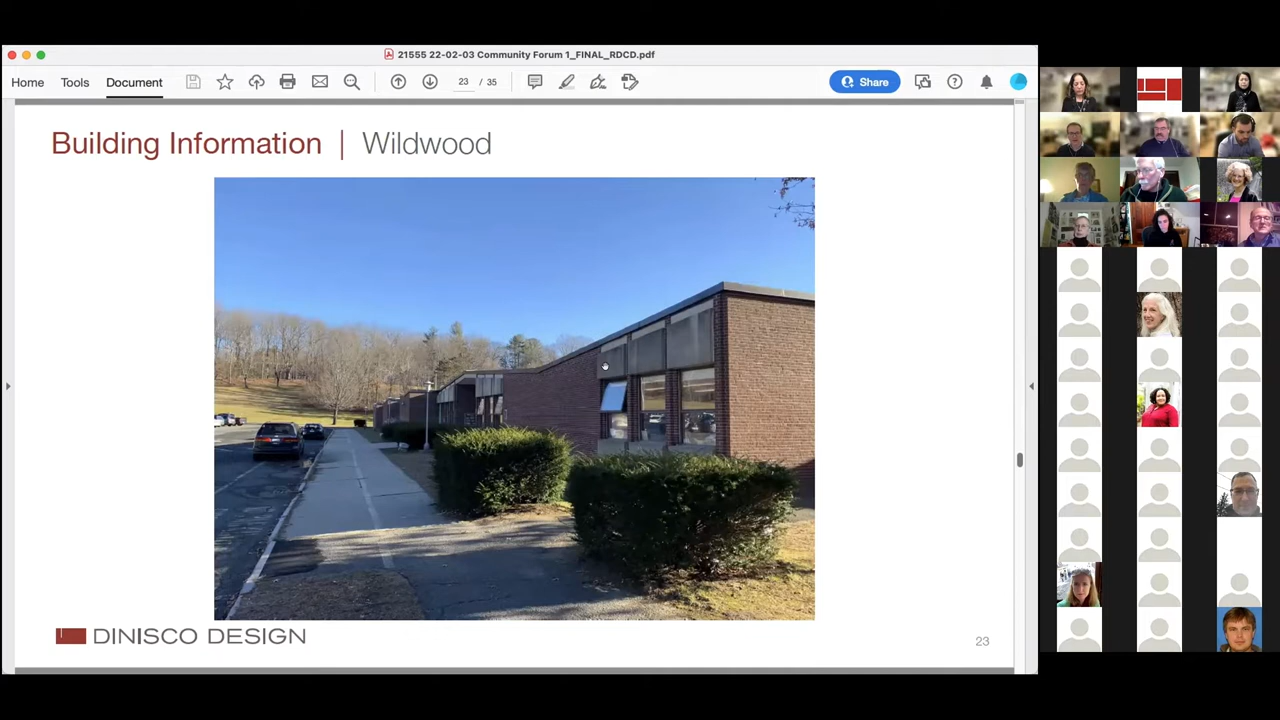 21555 22-02-03 Community Forum 1_FINAL_RDCD.pdf
Home Tools Document 23 / 35 Share
Building Information | Wildwood
DINISCO DESIGN 23